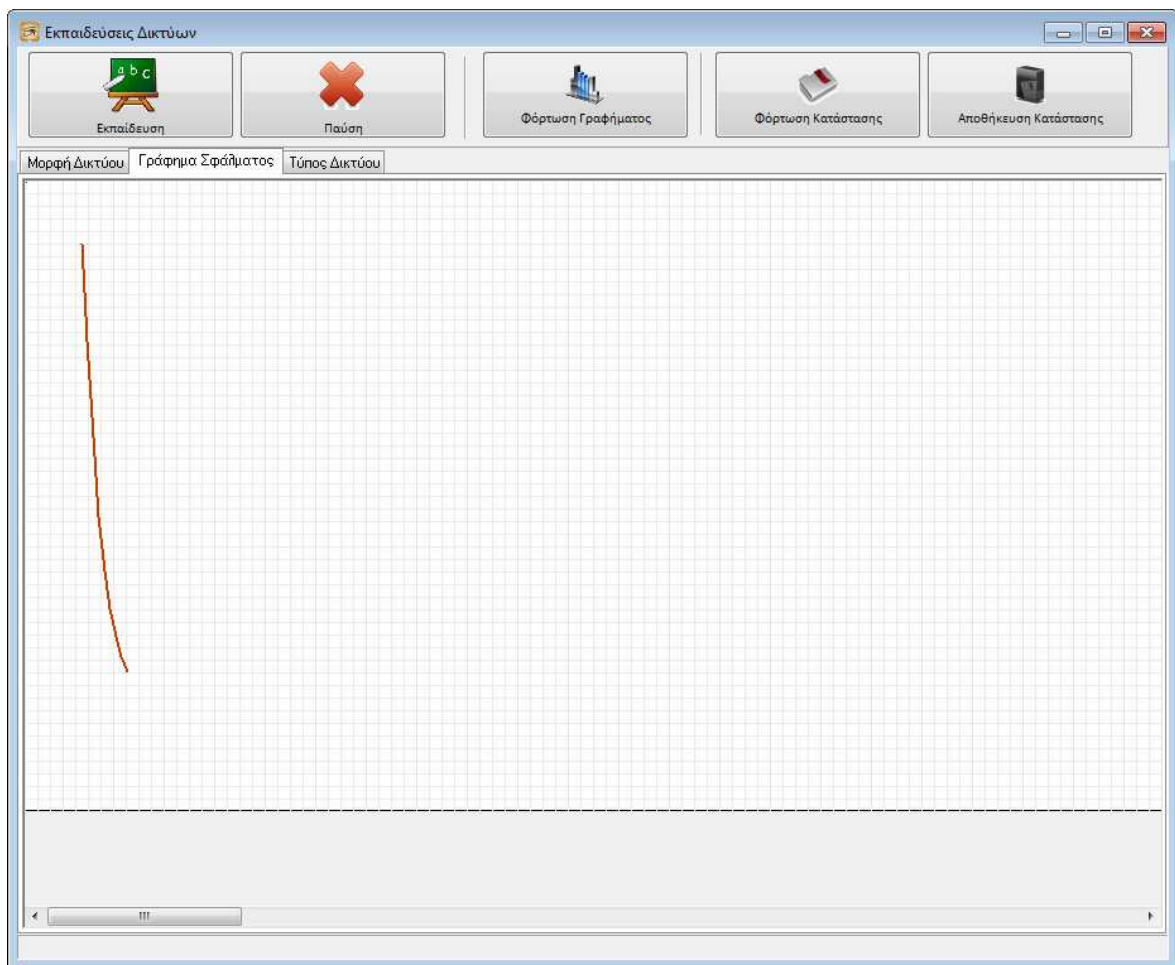 Εκπαιδεύσεις Δικτύων
a b c
Εκπαίδευση
Παύση
Φόρτωση Γραφήματος
Φόρτωση Κατάστασης
Αποθήκευση Κατάστασης
Μορφή Δικτύου
Γράφημα Σφάλματος
Τύπος Δικτύου